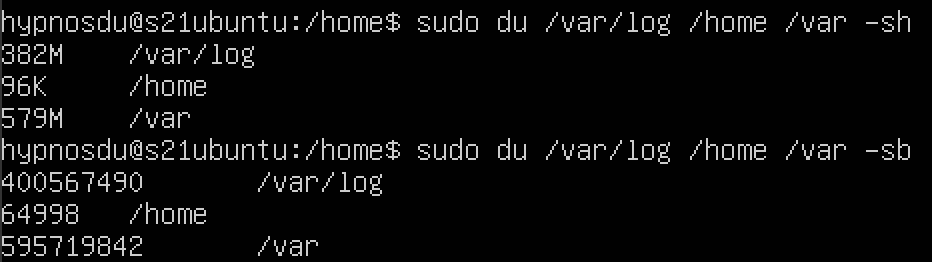 hypnosdu@s21ubuntu:/home$ sudo du /var/log /home /var -sh
382M    /var/log
96K     /home
579M    /var
hypnosdu@s21ubuntu:/home$ sudo du /var/log /home /var -sb
400567490       /var/log
64998   /home
595719842       /var